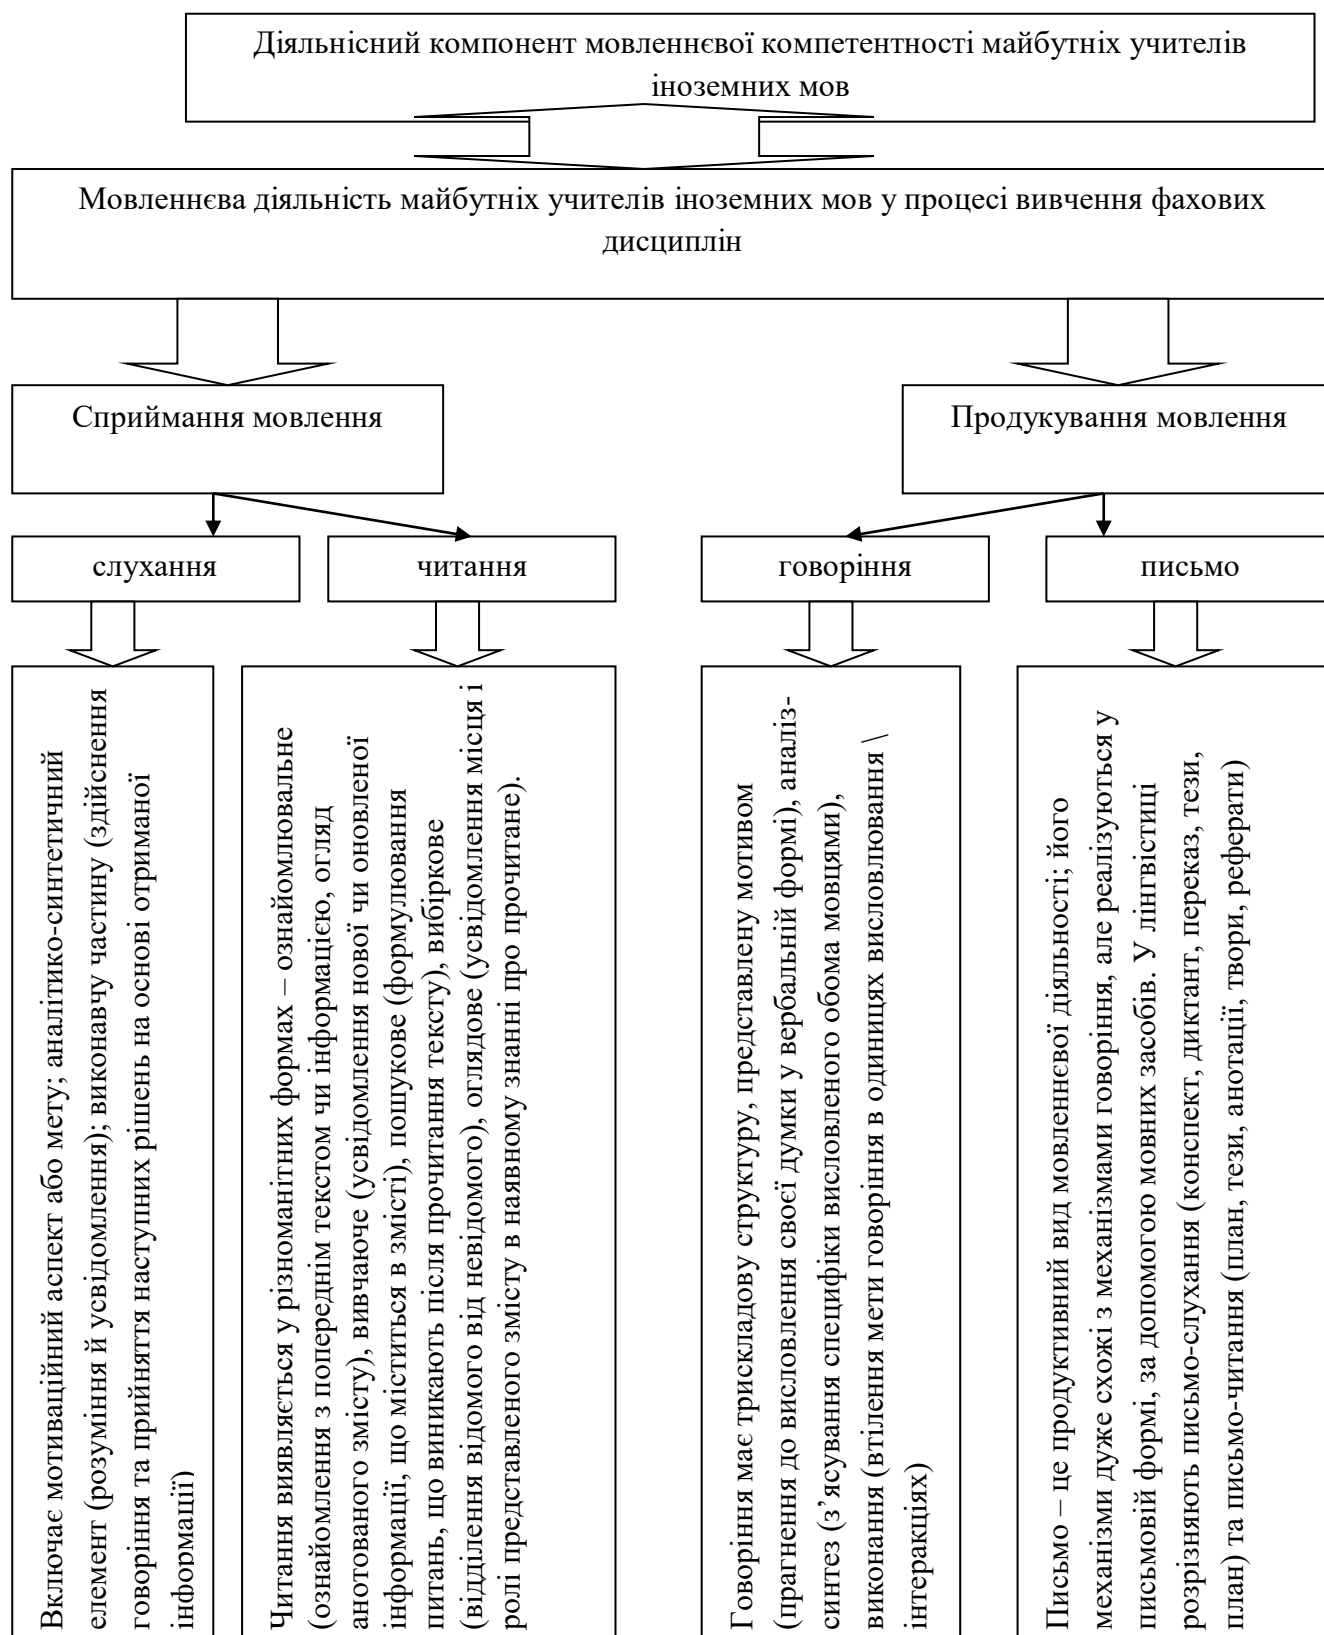 Діяльнісний компонент мовленнєвої компетентності майбутніх учителів
іноземних мов
Мовленнєва діяльність майбутніх учителів іноземних мов у процесі вивчення фахових
дисциплін
Сприймання мовлення
Продукування мовлення
слухання
читання
говоріння
письмо
Включає мотиваційний аспект або мету; аналітико-синтетичний
елемент (розуміння й усвідомлення); виконавчу частину (здійснення
говоріння та прийняття наступних рішень на основі отриманої
інформації)
Читання виявляється у різноманітних формах – ознайомлювальне
(ознайомлення з попереднім текстом чи інформацією, огляд
анотованого змісту), вивчаюче (усвідомлення нової чи оновленої
інформації, що міститься в змісті), пошукове (формулювання
питань, що виникають після прочитання тексту), вибіркове
(відділення відомого від невідомого), оглядове (усвідомлення місця і
ролі представленого змісту в наявному знанні про прочитане).
Говоріння має трискладову структуру, представлену мотивом
(прагнення до висловлення своєї думки у вербальній формі), аналіз-
синтез (з’ясування специфіки висловленого обома мовцями),
виконання (втілення мети говоріння в одиницях висловлювання \
інтеракціях)
Письмо – це продуктивний вид мовленнєвої діяльності; його
механізми дуже схожі з механізмами говоріння, але реалізуються у
письмовій формі, за допомогою мовних засобів. У лінгвістиці
розрізняють письмо-слухання (конспект, диктант, переказ, тези,
план) та письмо-читання (план, тези, анотації, твори, реферати)